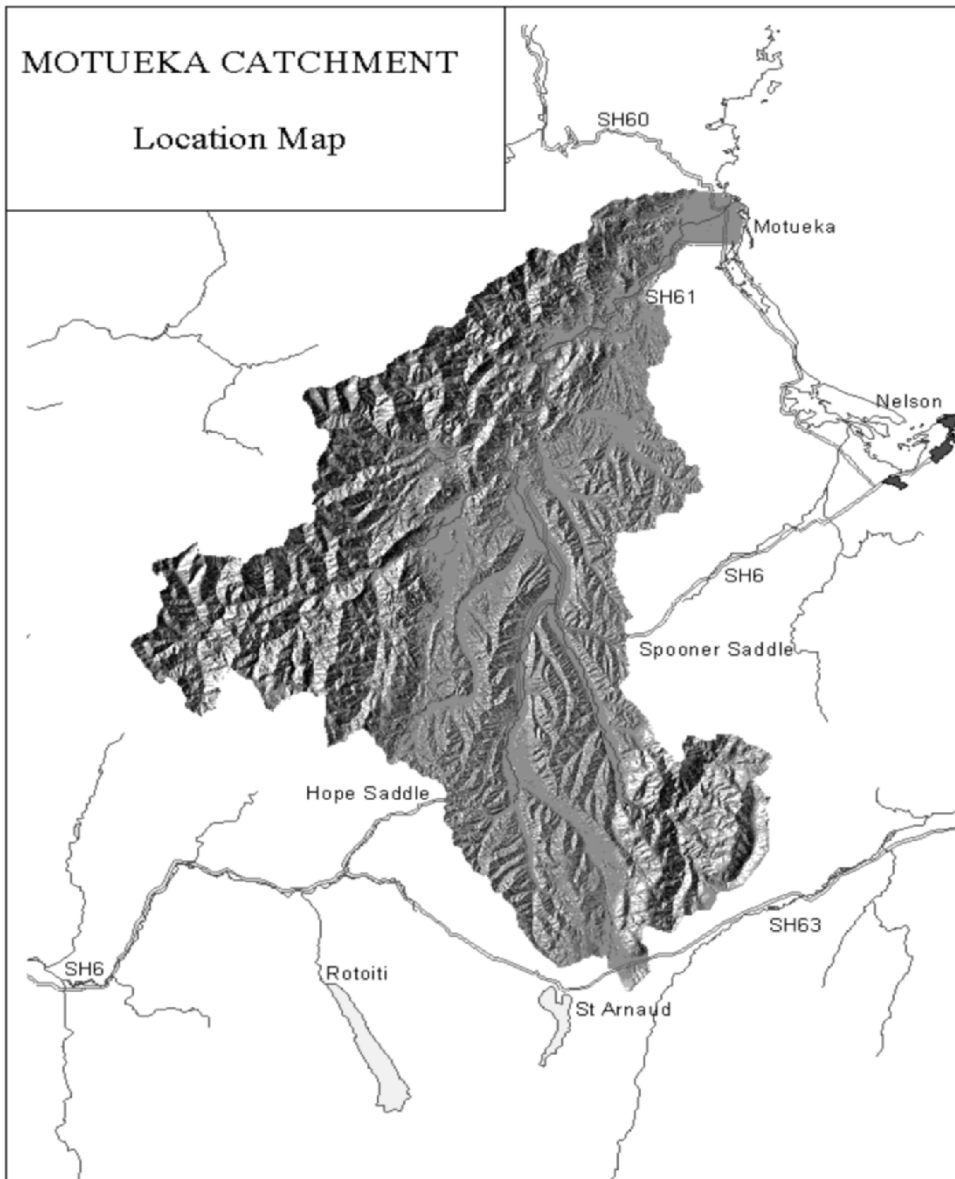 MOTUEKA CATCHMENT
Location Map
SH60
Motueka
SH61
Nelson
SH6
Spooner Saddle
Hope Saddle
SH63
SH6
Rotoiti
St Arnaud